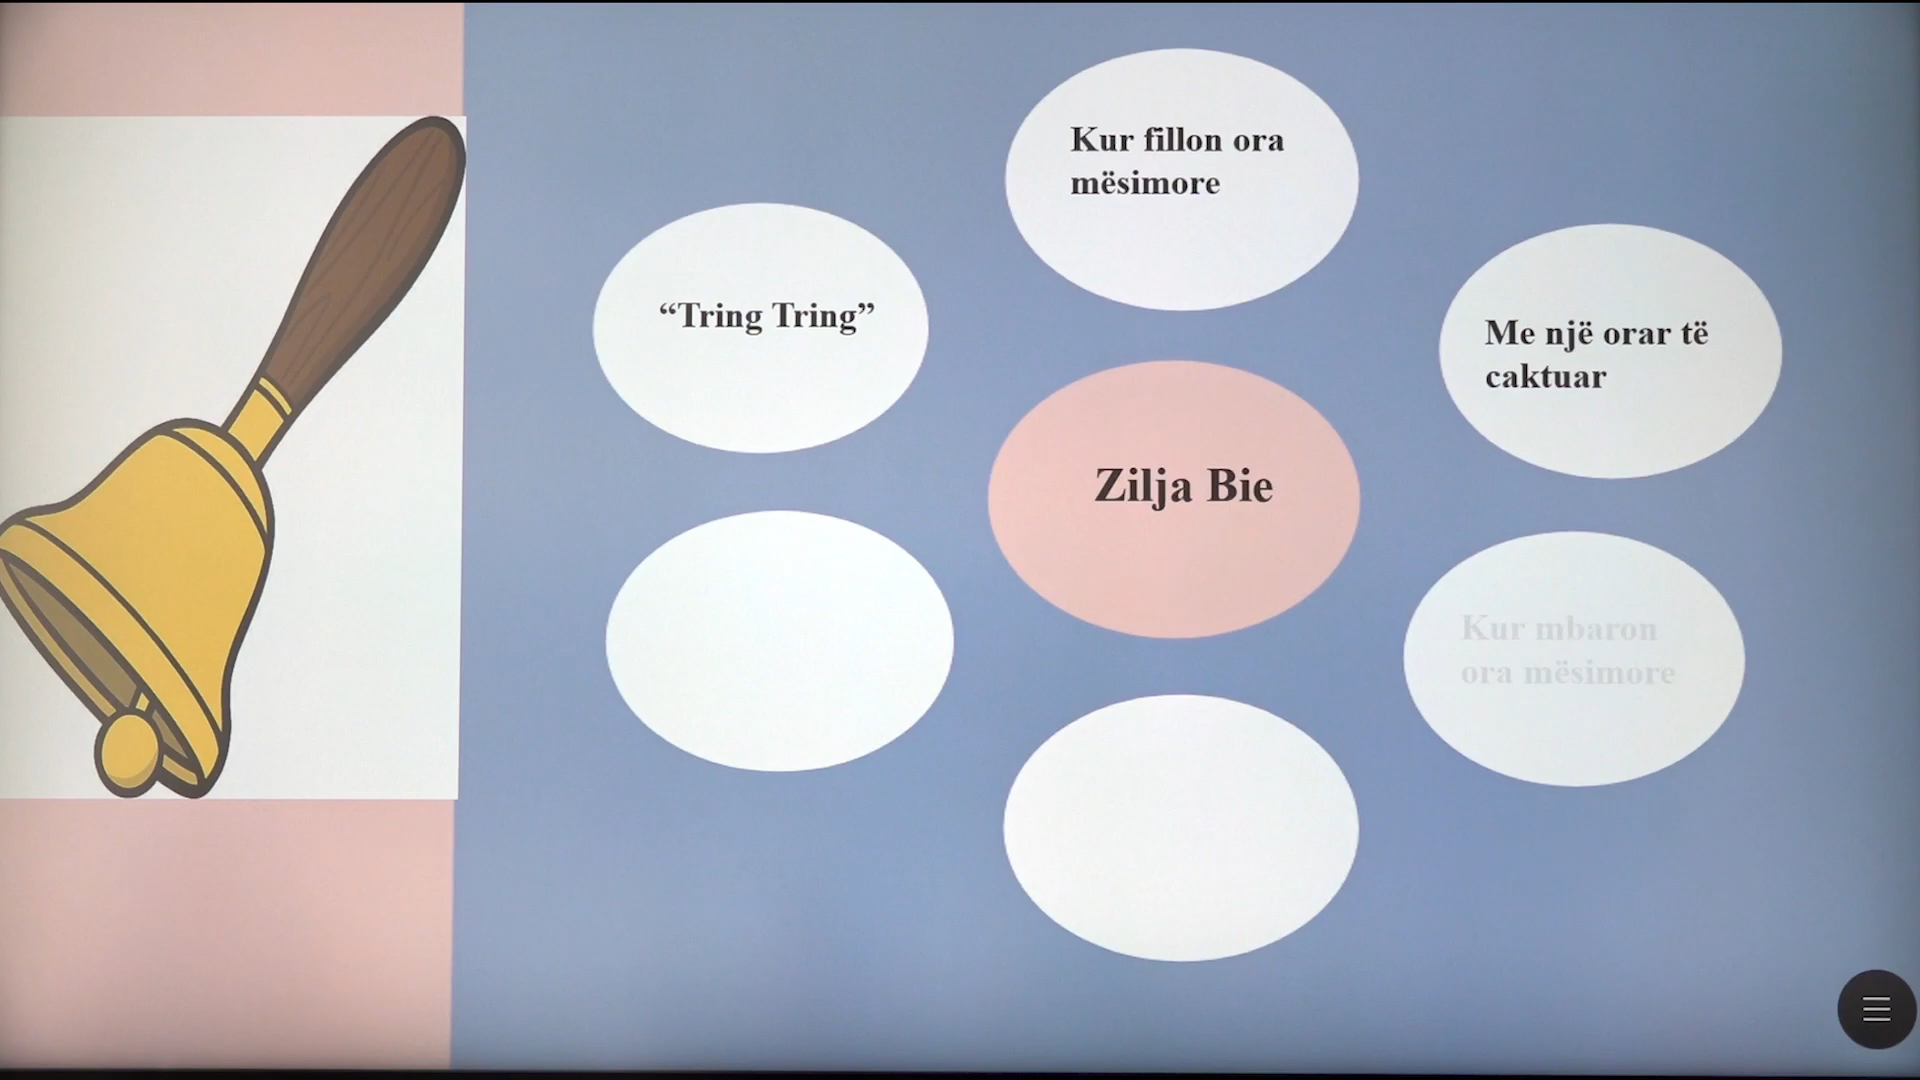 Kur fillon ora
mësimore
“Tring Tring”
Me një orar të
caktuar
Zilja Bie
Kur mbaron
ora mësimore